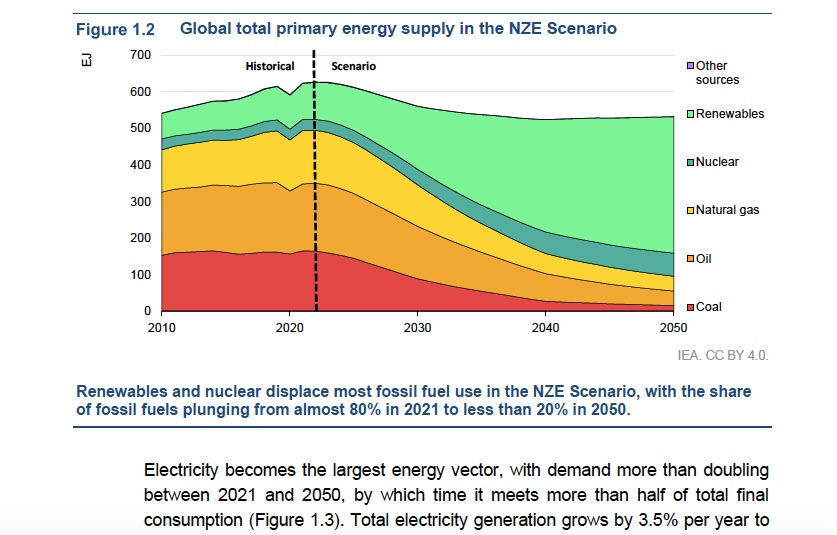 Figure 1.2 Global total primary energy supply in the NZE Scenario
EJ
700
600
500
400
300
200
100
0
Historical
Scenario
2010
2020
2030
2040
2050
Other
sources
Renewables
Nuclear
Natural gas
Oil
Coal
IEA. CC BY 4.0.
Renewables and nuclear displace most fossil fuel use in the NZE Scenario, with the share
of fossil fuels plunging from almost 80% in 2021 to less than 20% in 2050.
Electricity becomes the largest energy vector, with demand more than doubling
between 2021 and 2050, by which time it meets more than half of total final
consumption (Figure 1.3). Total electricity generation grows by 3.5% per year to